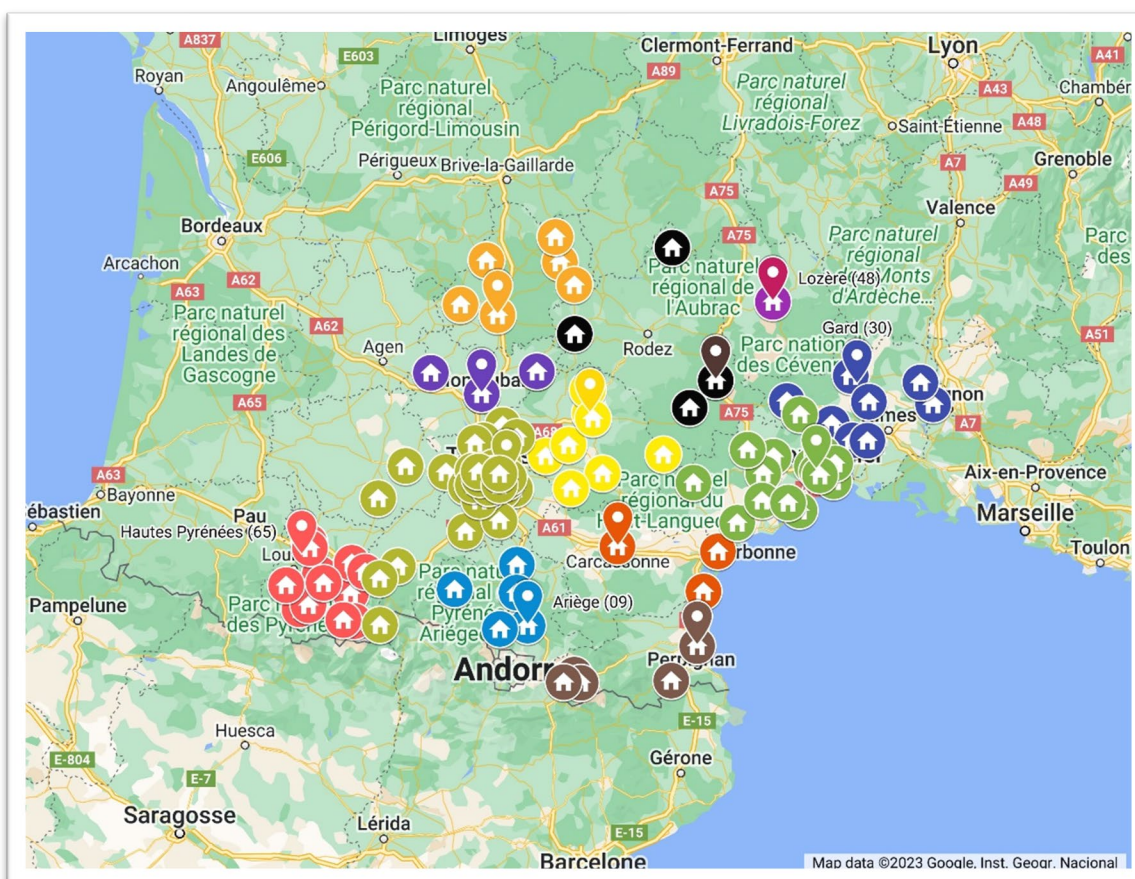 Limoges
A837
E603
Clermont-Ferrand
Lyon
A41
Royan
Angoulême
Parc naturel
régional
Périgord-Limousin
A89
Parc naturel
régional
Livradois-Forez
A43
Chambér
Saint-Étienne
A48
E606
Périgueux
Brive-la-Gaillarde
A7
Grenoble
A75
A49
Valence
Bordeaux
A75
Parc naturel
régional
Monts
d'Ardèche...
Parc
des
Arcachon
A62
A63
Parc naturel
régional de
l'Aubrac
Lozère (48)
Parc naturel
régional des
Landes de
Gascogne
A62
Gard (30)
A51
Agen
Rodez
Parc nation
des Céven
A65
A75
A7
A68
A63
Bayonne
Aix-en-Provence
Pau
Marseille
Hautes Pyrénées (65)
A61
Carcassonne
Toulon
Ariège (09)
Pampelune
Parc
des Pyrén
Andorr
Perpignan
E-15
Huesca
E-804
E-7
Gérone
Saragosse
Lérida
E-15
Barcelone
Map data ©2023 Google, Inst. Geogr. Nacional